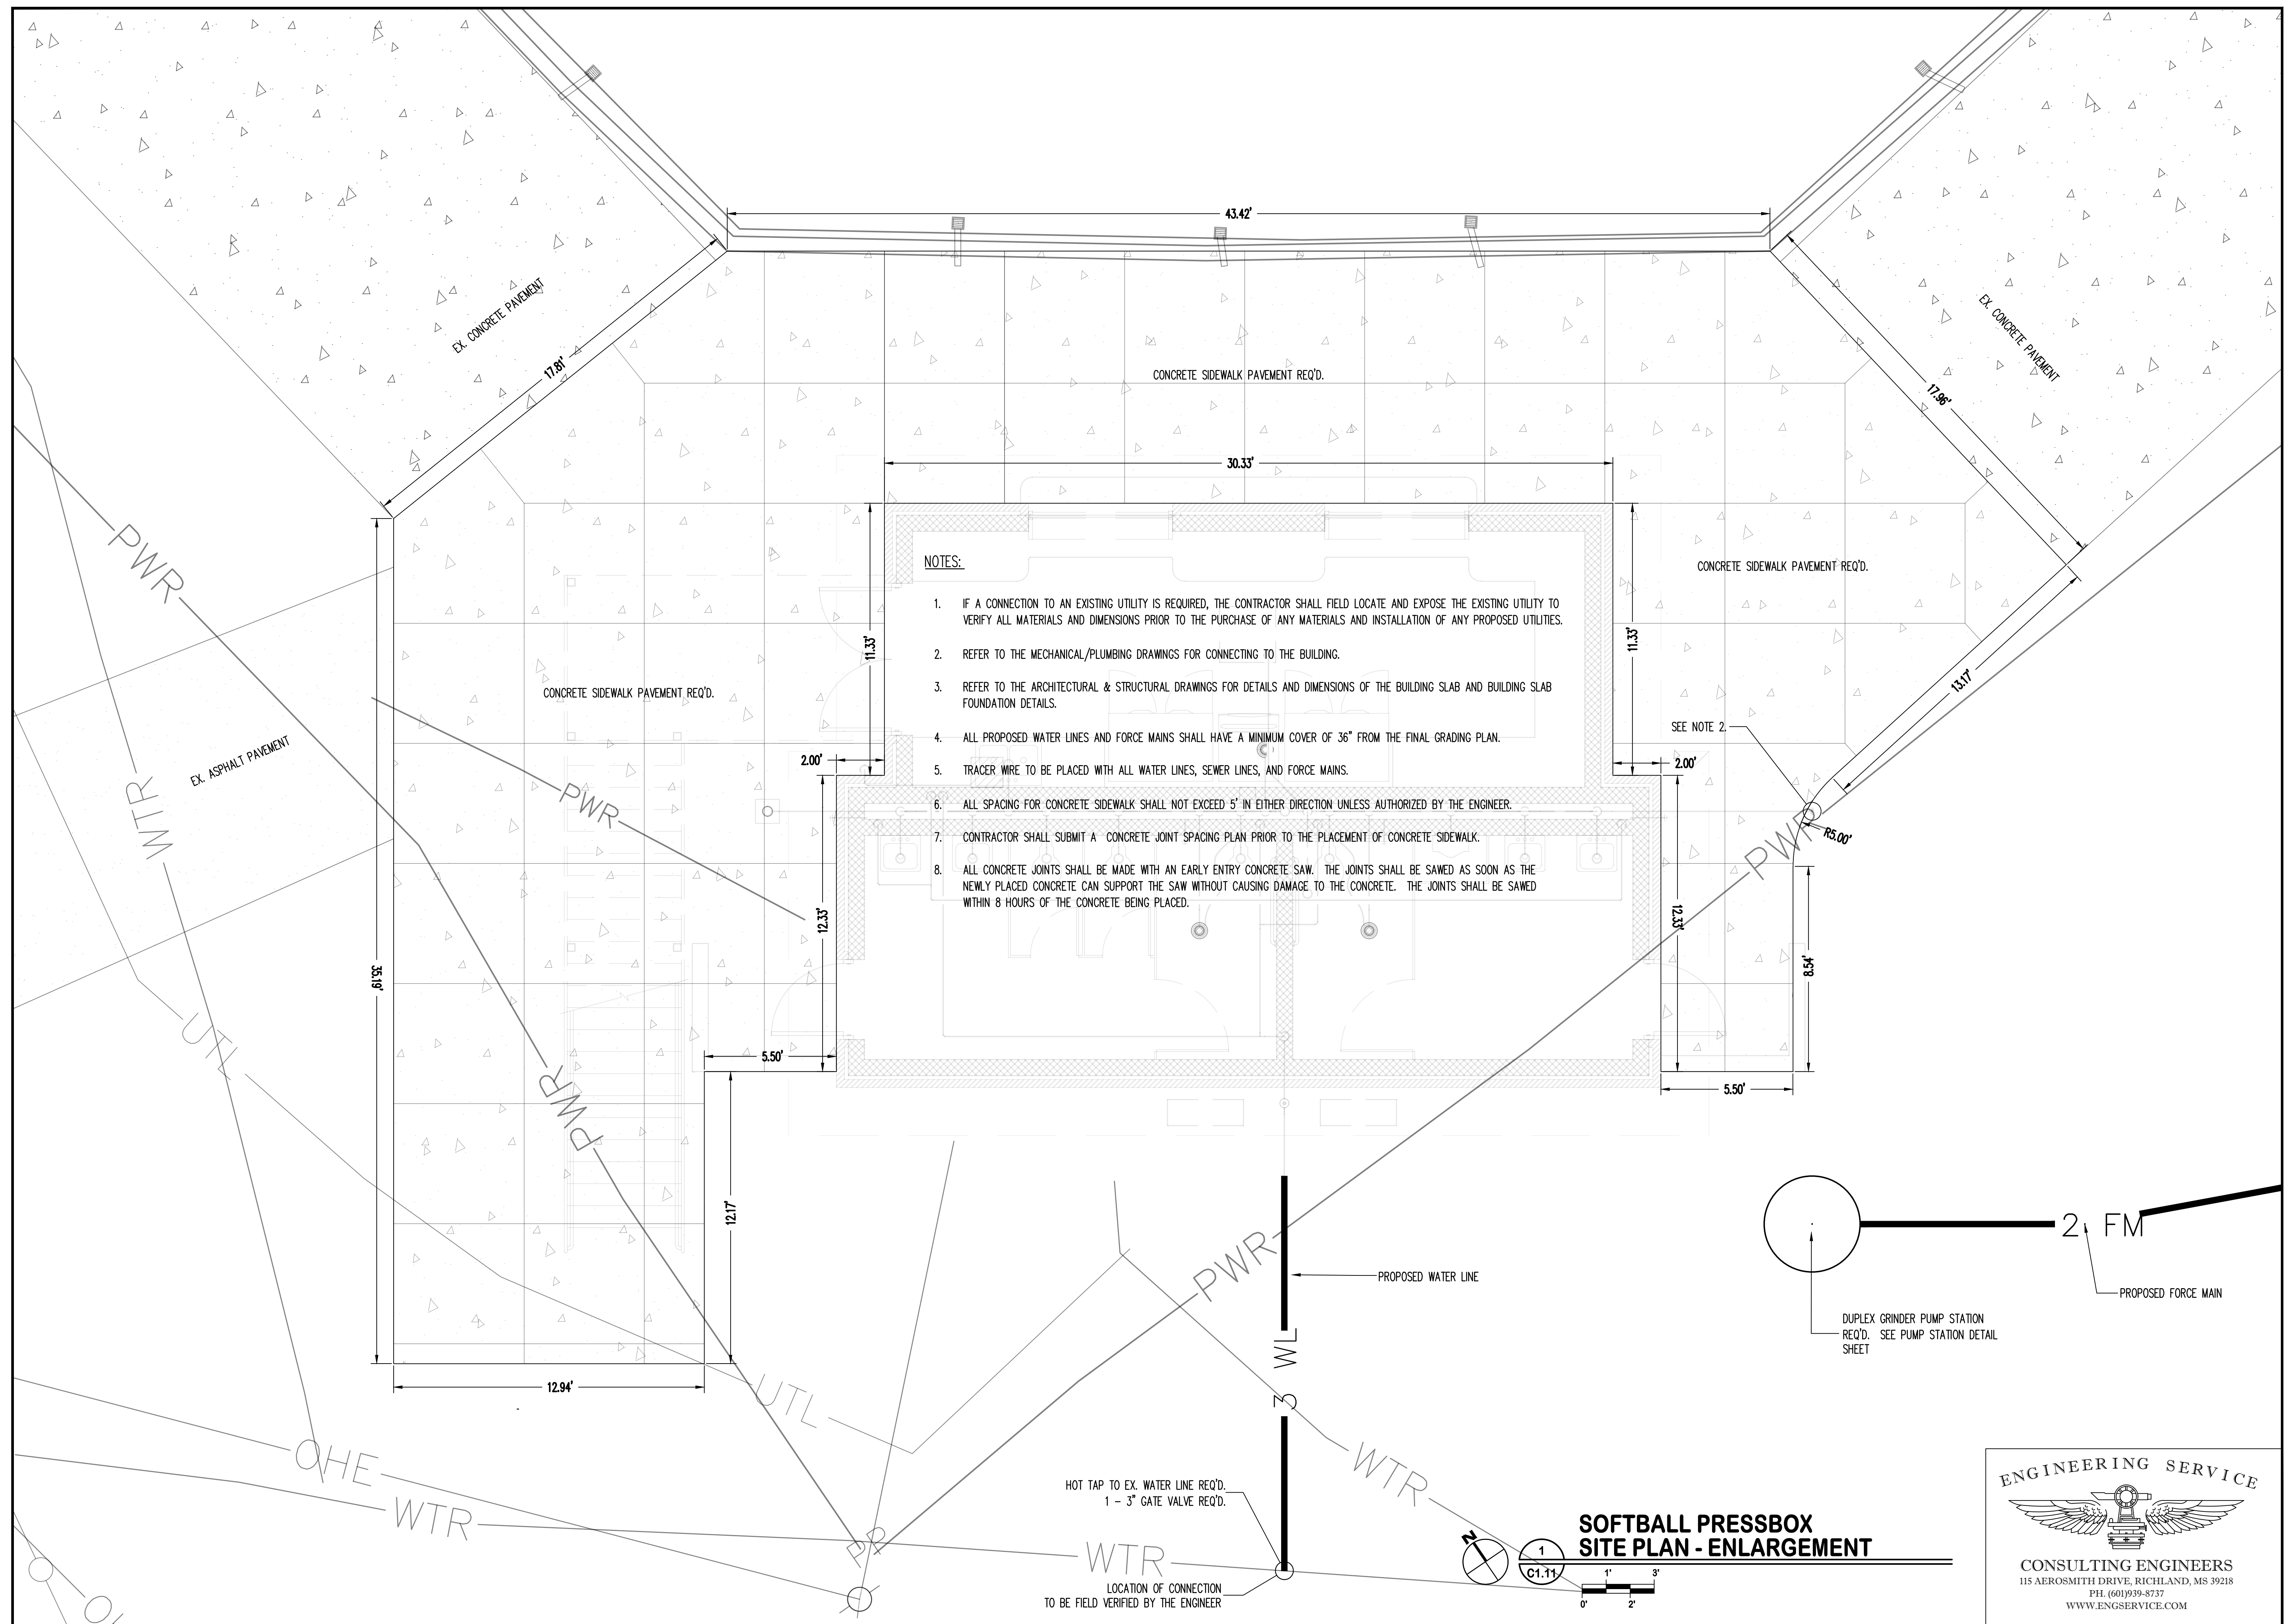 43.42'
EX. CONCRETE PAVEMENT
17.81'
EX. CONCRETE PAVEMENT
17.96'
CONCRETE SIDEWALK PAVEMENT REQ'D.
30.33'
11.33'
11.33'
CONCRETE SIDEWALK PAVEMENT REQ'D.
13.17'
SEE NOTE 2.
NOTES:
1. IF A CONNECTION TO AN EXISTING UTILITY IS REQUIRED, THE CONTRACTOR SHALL FIELD LOCATE AND EXPOSE THE EXISTING UTILITY TO
VERIFY ALL MATERIALS AND DIMENSIONS PRIOR TO THE PURCHASE OF ANY MATERIALS AND INSTALLATION OF ANY PROPOSED UTILITIES.
2. REFER TO THE MECHANICAL/PLUMBING DRAWINGS FOR CONNECTING TO THE BUILDING.
3. REFER TO THE ARCHITECTURAL & STRUCTURAL DRAWINGS FOR DETAILS AND DIMENSIONS OF THE BUILDING SLAB AND BUILDING SLAB
FOUNDATION DETAILS.
4. ALL PROPOSED WATER LINES AND FORCE MAINS SHALL HAVE A MINIMUM COVER OF 36" FROM THE FINAL GRADING PLAN.
5. TRACER WIRE TO BE PLACED WITH ALL WATER LINES, SEWER LINES, AND FORCE MAINS.
6. ALL SPACING FOR CONCRETE SIDEWALK SHALL NOT EXCEED 5' IN EITHER DIRECTION UNLESS AUTHORIZED BY THE ENGINEER.
7. CONTRACTOR SHALL SUBMIT A CONCRETE JOINT SPACING PLAN PRIOR TO THE PLACEMENT OF CONCRETE SIDEWALK.
8. ALL CONCRETE JOINTS SHALL BE MADE WITH AN EARLY ENTRY CONCRETE SAW. THE JOINTS SHALL BE SAWED AS SOON AS THE
NEWLY PLACED CONCRETE CAN SUPPORT THE SAW WITHOUT CAUSING DAMAGE TO THE CONCRETE. THE JOINTS SHALL BE SAWED
WITHIN 8 HOURS OF THE CONCRETE BEING PLACED.
PWR
CONCRETE SIDEWALK PAVEMENT REQ'D.
EX. ASPHALT PAVEMENT
WTR
PWR
2.00'
2.00'
R5.00'
PWR
12.33'
12.33'
8.54'
35.19'
UTL
5.50'
5.50'
PWR
12.17'
12.94'
PWR
UTL
PROPOSED WATER LINE
3 WL
2 FM
PROPOSED FORCE MAIN
DUPLEX GRINDER PUMP STATION
REQ'D. SEE PUMP STATION DETAIL
SHEET
OHE
WTR
WTR
HOT TAP TO EX. WATER LINE REQ'D.
1 - 3" GATE VALVE REQ'D.
PP
WTR
LOCATION OF CONNECTION
TO BE FIELD VERIFIED BY THE ENGINEER
N
1
C1.11
SOFTBALL PRESSBOX
SITE PLAN - ENLARGEMENT
1' 3'
0' 2'
ENGINEERING SERVICE
CONSULTING ENGINEERS
115 AEROSMITH DRIVE, RICHLAND, MS 39218
PH. (601)939-8737
WWW.ENGSERVICE.COM